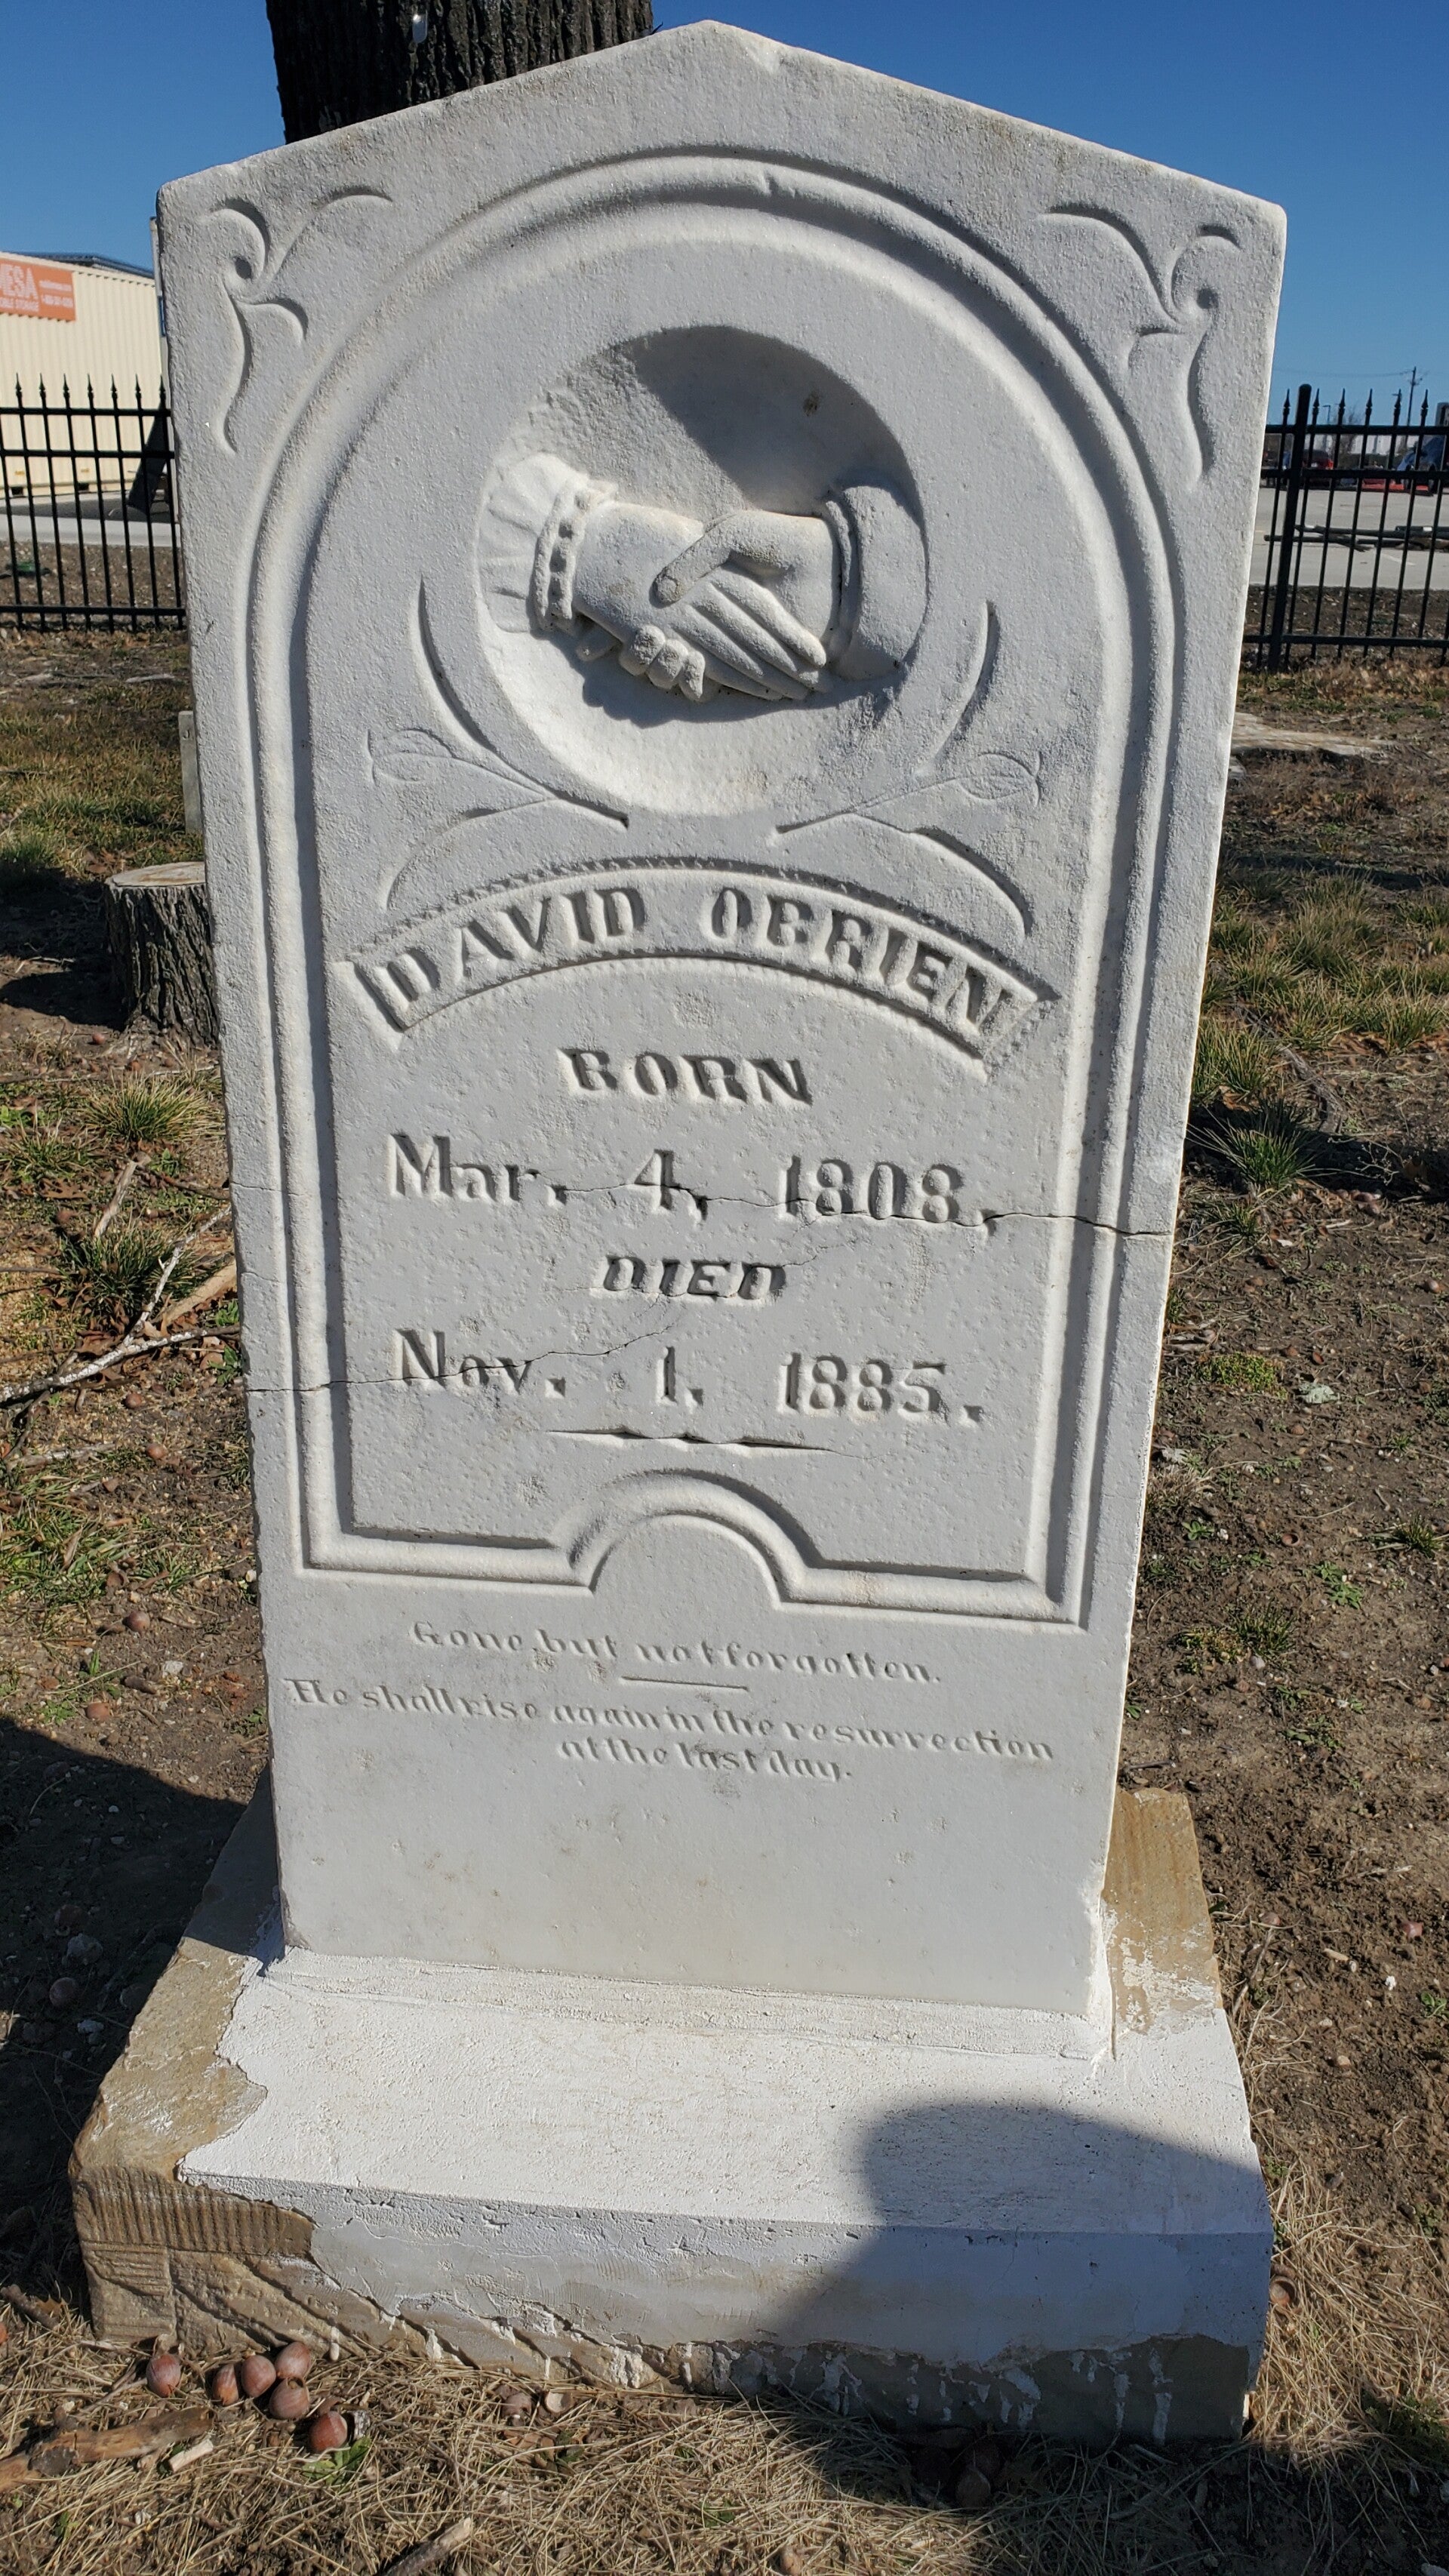 DAVID OBRIEN
BORN
Mar. 4, 1808.
DIED
Nov. 1. 1885.
Gone, but not forgotten.
He shall rise again in the resurrection
at the last day.
MESA